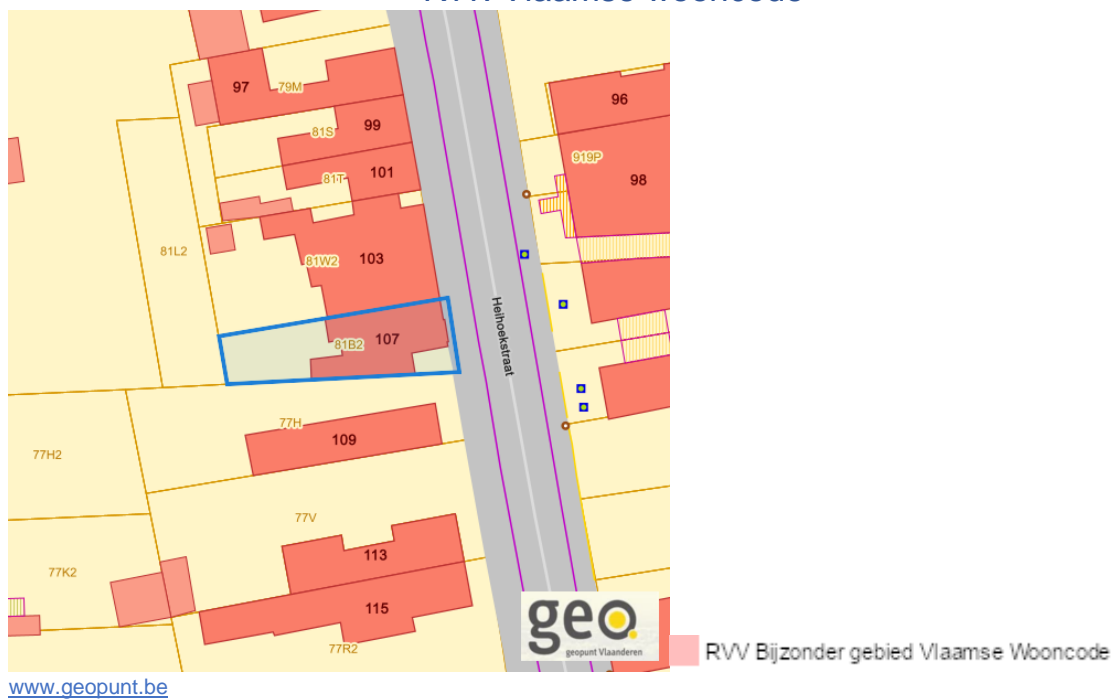 RVV Vlaamse wooncode
97
79M
96
99
81S
919P
101
98
81T
81L2
103
81W2
Heihoekstraat
107
81B2
77H
109
77H2
77V
113
77K2
115
77R2
geo
geopunt Vlaanderen
RVV Bijzonder gebied Vlaamse Wooncode
www.geopunt.be